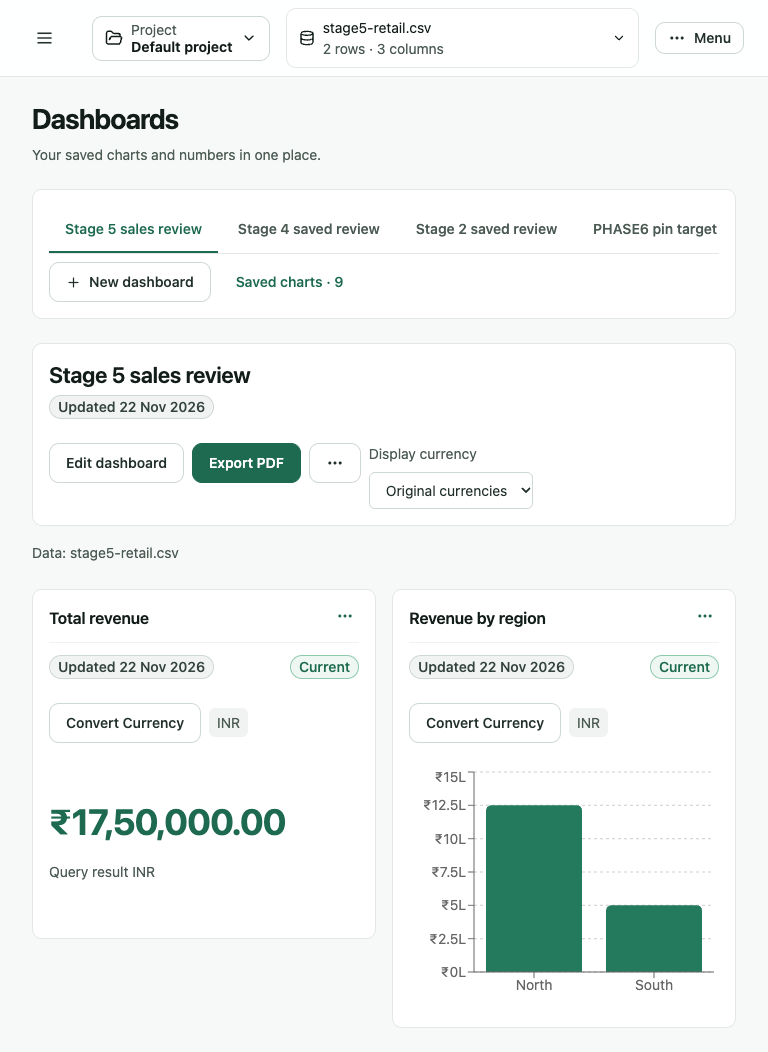 Project
Default project
stage5-retail.csv
2 rows · 3 columns
Menu
Dashboards
Your saved charts and numbers in one place.
Stage 5 sales review
Stage 4 saved review
Stage 2 saved review
PHASE6 pin target
New dashboard
Saved charts · 9
Stage 5 sales review
Updated 22 Nov 2026
Edit dashboard
Export PDF
Display currency
Original currencies
Data: stage5-retail.csv
Total revenue
Updated 22 Nov 2026
Current
Convert Currency
INR
₹17,50,000.00
Query result INR
Revenue by region
Updated 22 Nov 2026
Current
Convert Currency
INR
₹15L
₹12.5L
₹10L
₹7.5L
₹5L
₹2.5L
₹0L
North
South